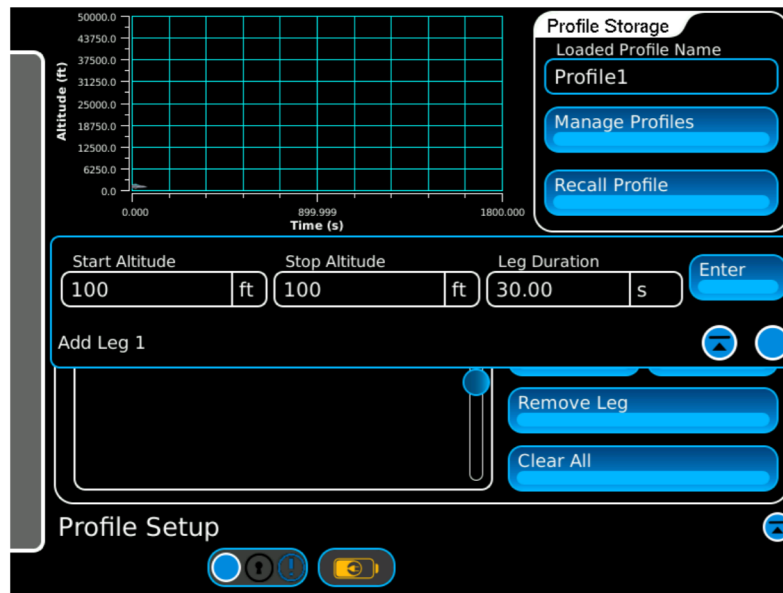 50000.0
43750.0
37500.0
31250.0
25000.0
18750.0
12500.0
6250.0
0.0
Altitude (ft)
0.000 899.999 1800.000
Time (s)
Profile Storage
Loaded Profile Name
Profile1
Manage Profiles
Recall Profile
Start Altitude Stop Altitude Leg Duration
100 ft 100 ft 30.00 s
Enter
Add Leg 1
Remove Leg
Clear All
Profile Setup